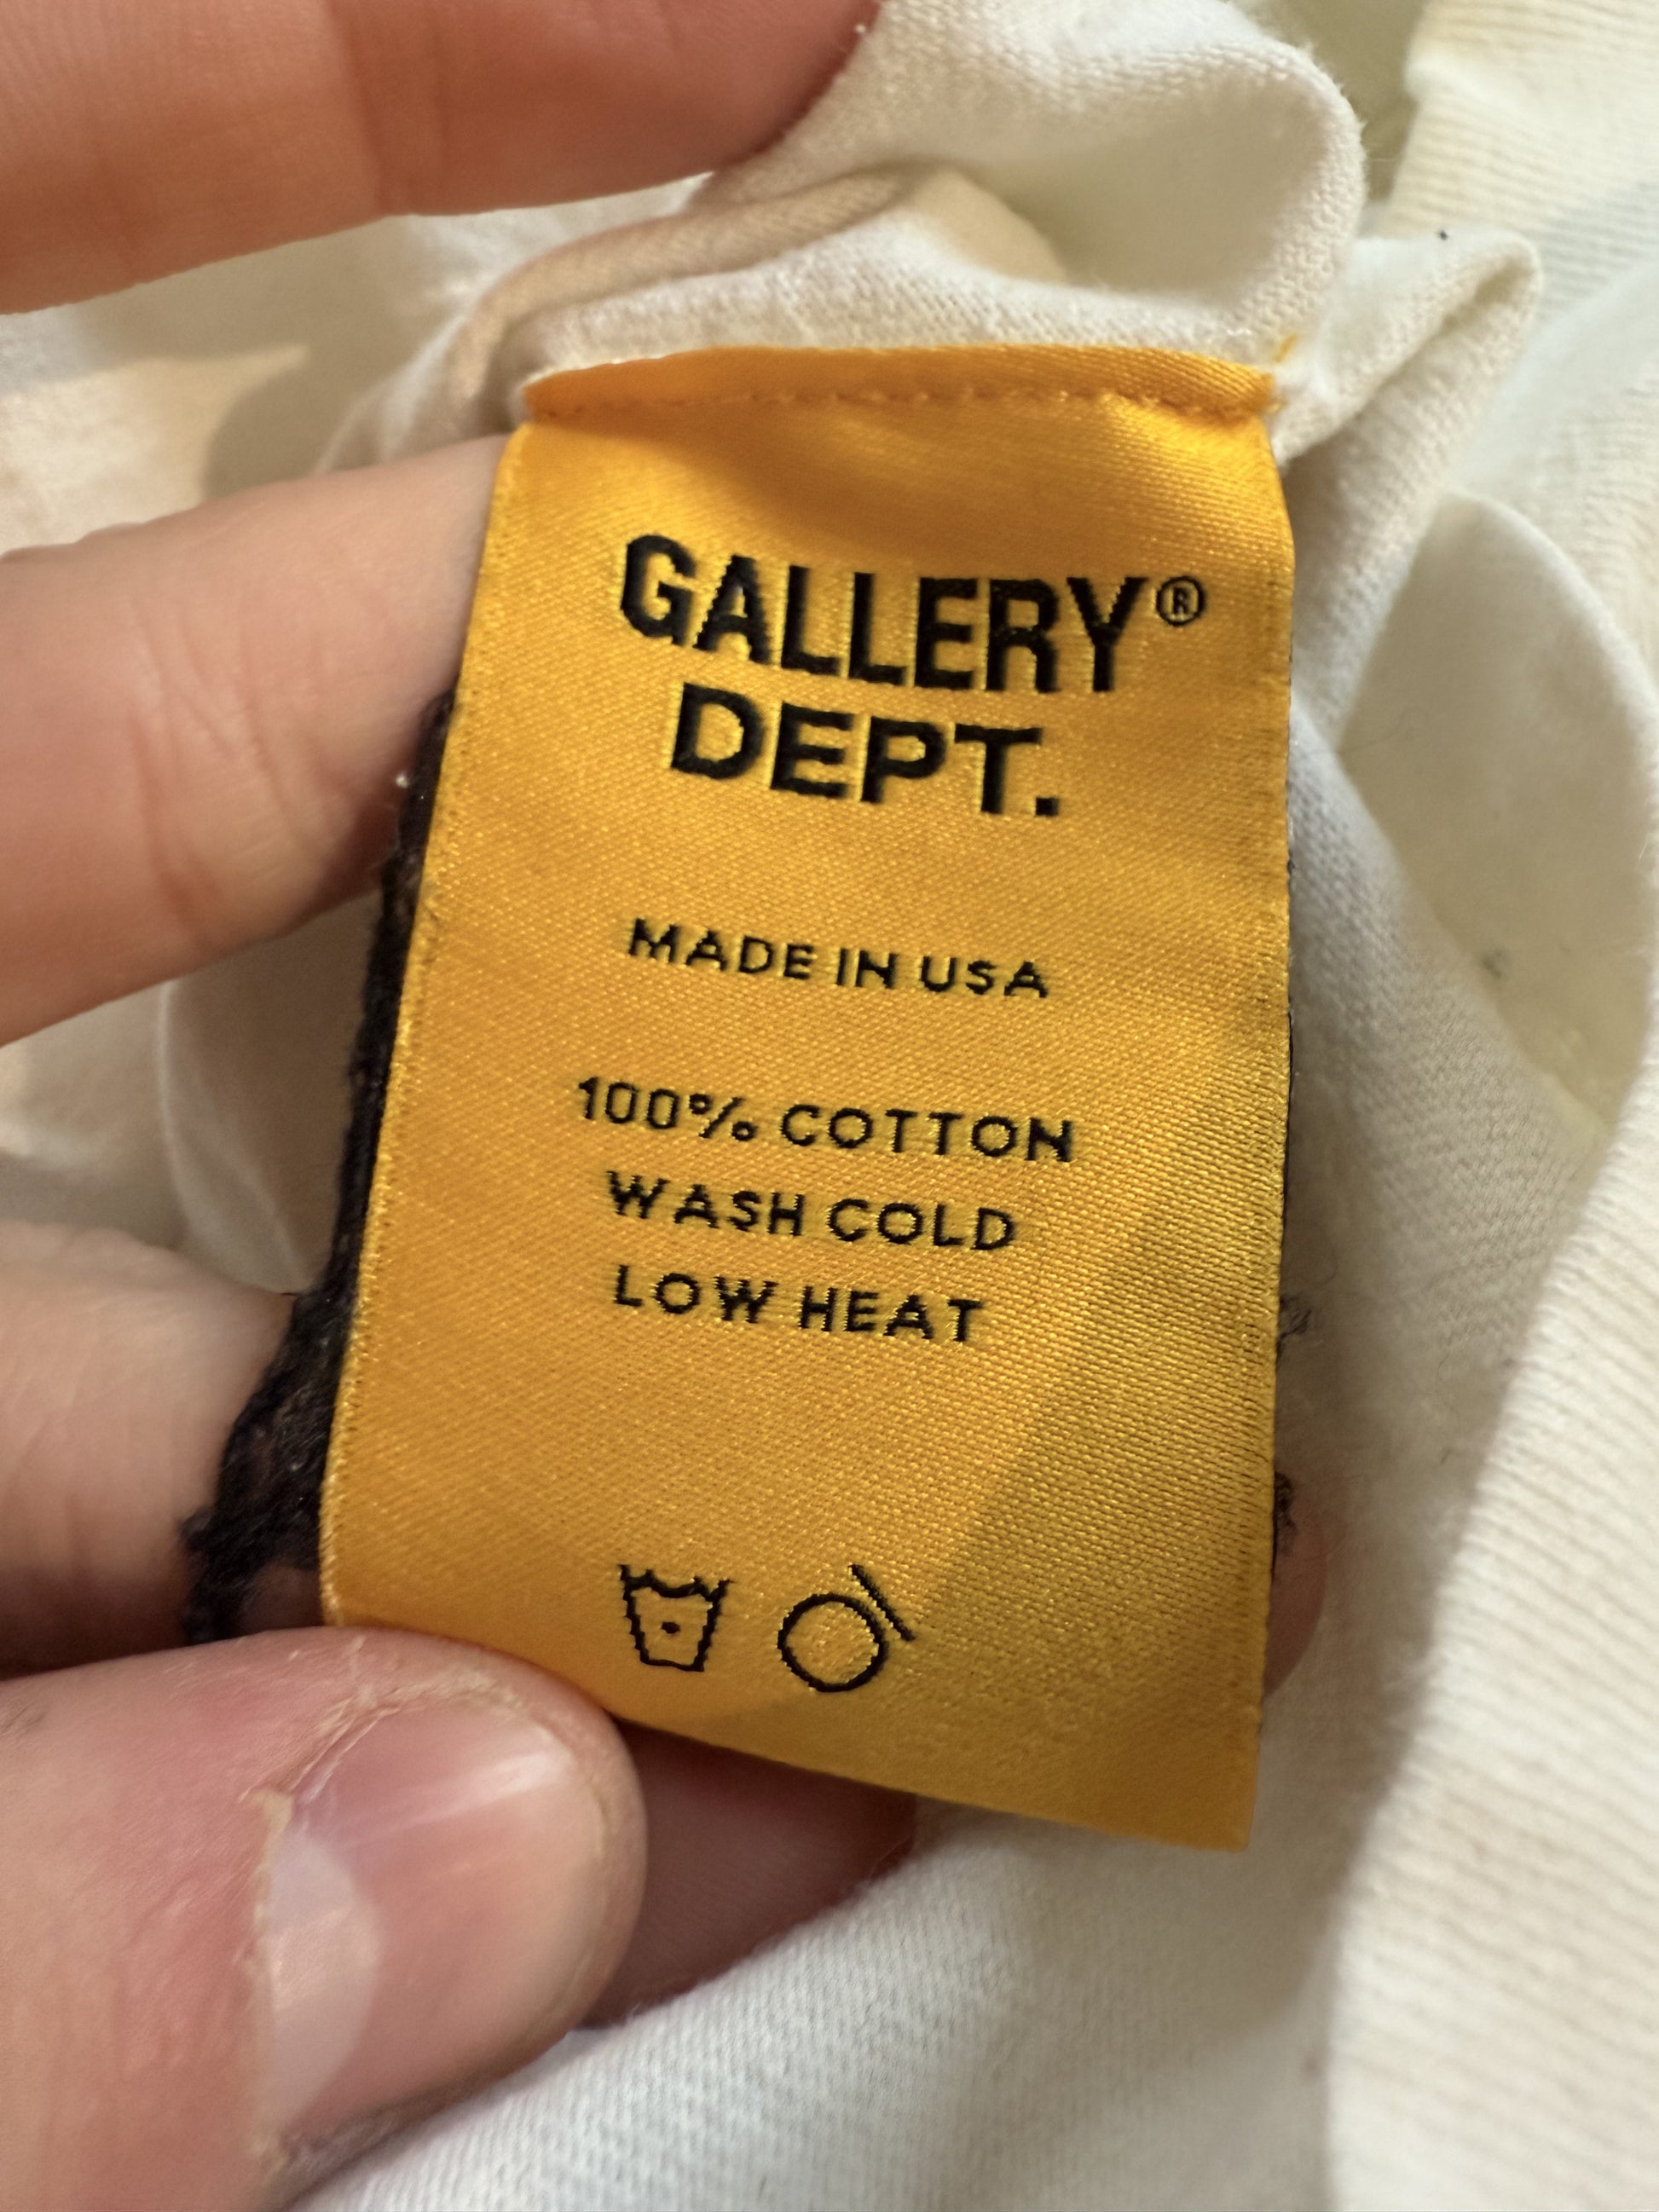 GALLERY®
DEPT.
MADE IN USA
100% COTTON
WASH COLD
LOW HEAT